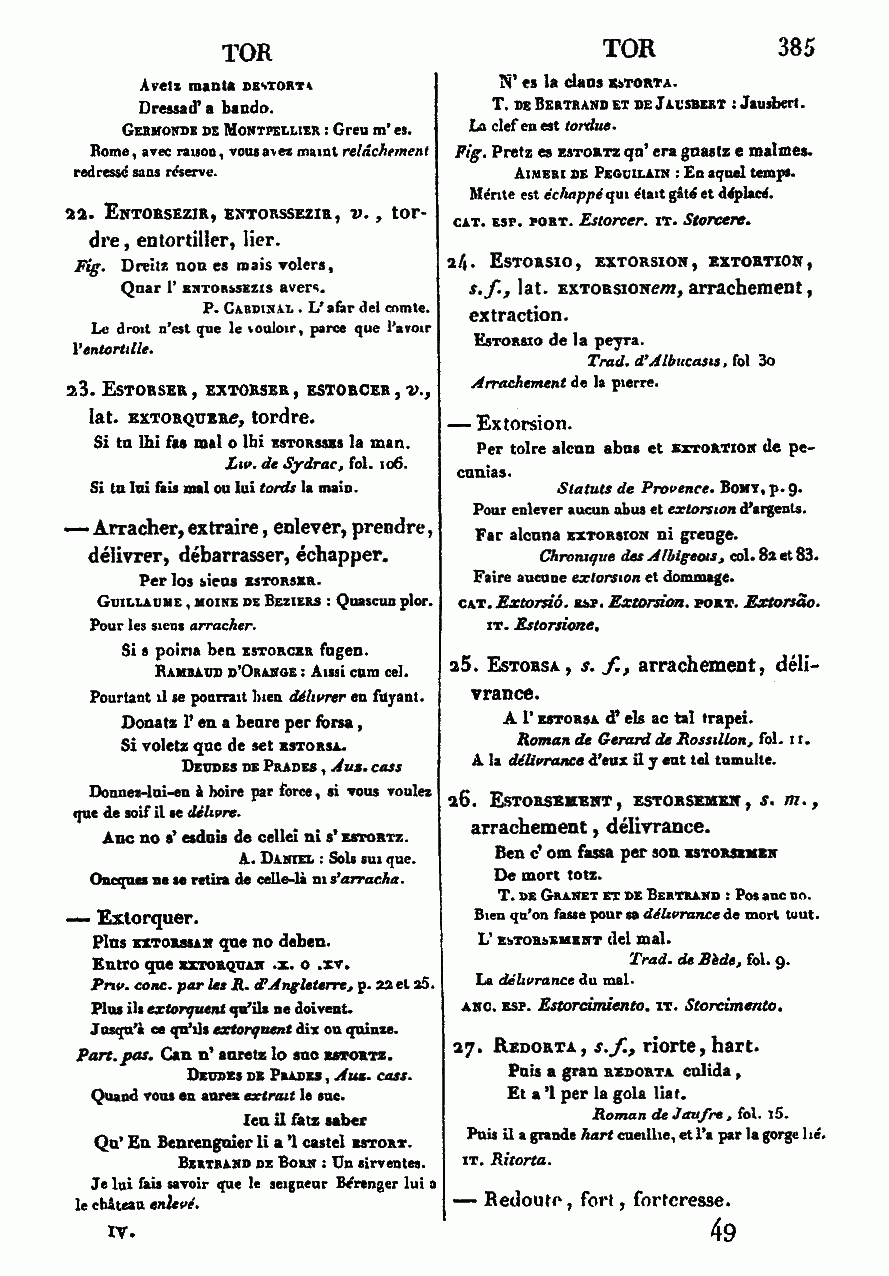 TOR
Avetz manta DESTORTA
Dressad' a bando.
GERMONDE DE MONTPELLIER : Greu m' es.
Rome, avec raison, vous avez maint relâchement
redressé sans réserve.
22. ENTORSEZIR, ENTORSSEZIR, v., tor-
dre, entortiller, lier.
Fig. Dreitz non es mais volers,
Quar l' ENTORSSEZIS avers.
P. CARDINAL. L' afar del comte.
Le droit n'est que le vouloir, parce que l'avoir
l'entortille.
23. ESTORSER, EXTORSER, ESTORCER, v.,
lat. EXTORQUERe, tordre.
Si tu lhi fas mal o lhi ESTORSSES la man.
Liv. de Sydrac, fol. 106.
Si tu lui fais mal ou lui tords la main.
— Arracher, extraire, enlever, prendre,
délivrer, débarrasser, échapper.
Per los siens ESTORSER.
GUILLAUME, MOINE DE BEZIERS : Quascun plor.
Pour les siens arracher.
Si s poiria ben ESTORCER fugen.
RAMBAUD D'ORANGE : Aissi cum cel.
Pourtant il se pourrait bien délivrer en fuyant.
Donatz l' en a beure per forsa,
Si voletz que de set ESTORSA.
DEUDES DE PRADES, Aus. cass
Donnez-lui-en à boire par force, si vous voulez
que de soif il se délivre.
Anc no s' esduis de cellei ni s' ESTORTZ.
A. DANIEL : Sols sui que.
Oncques ne se retira de celle-là ni s'arracha.
— Extorquer.
Plus EXTORSSAN que no deben.
Entro que EXTORQUAN .X. o .XV.
Priv. conc. par les R. d'Angleterre, p. 22 et 25.
Plus ils extorquent qu'ils ne doivent.
Jusqu'à ce qu'ils extorquent dix ou quinze.
Part. pas. Can n' auretz lo suc ESTORTZ.
DEUDES DE PRADES, Aus. cass.
Quand vous en aurez extrait le suc.
Ieu il fatz saber
Qu' En Benrenguier li a 'l castel ESTORT.
BERTRAND DE BORN : Un sirventes.
Je lui fais savoir que le seigneur Bérenger lui a
le château enlevé.
IV.
TOR 385
N' es la claus ESTORTA.
T. DE BERTRAND ET DE JAUSBERT : Jausbert.
La clef en est tordue.
Fig. Pretz es ESTORTZ qu' era guastz e malmes.
AIMERI DE PEGUILAIN : En aquel temps.
Mérite est échappé qui était gâté et déplacé.
CAT. ESP. PORT. Estorcer. IT. Storcere.
24. ESTORSIO, EXTORSION, EXTORTION,
s. f., lat. EXTORSIONem, arrachement,
extraction.
ESTORSIO de la peyra.
Trad. d'Albucasis, fol 30
Arrachement de la pierre.
— Extorsion.
Per tolre alcun abus et EXTORTION de pe-
cunias.
Statuts de Provence. BOMY, p. 9.
Pour enlever aucun abus et extorsion d'argents.
Far alcuna EXTORSION ni greuge.
Chronique des Albigeois, col. 82 et 83.
Faire aucune extorsion et dommage.
CAT. Extorsió. ESP. Extorsion. PORT. Extorsão.
IT. Estorsione.
25. ESTORSA, s. f., arrachement, déli-
vrance.
A l' ESTORSA d' els ac tal trapei.
Roman de Gerard de Rossillon, fol. 11.
A la délivrance d'eux il y eut tel tumulte.
26. ESTORSEMENT, ESTORSEMEN, s. m.,
arrachement, délivrance.
Ben c' om fassa per son ESTORSEMEN
De mort totz.
T. DE GRANET ET DE BERTRAND : Pos anc no.
Bien qu'on fasse pour sa délivrance de mort tout.
L' ESTORSEMENT del mal.
Trad. de Bède, fol. 9.
La délivrance du mal.
ANC. ESP. Estorcimiento. IT. Storcimento.
27. REDORTA, s. f., riorte, hart.
Puis a gran REDORTA culida,
Et a 'l per la gola liat.
Roman de Jaufre, fol. 15.
Puis il a grande hart cueillie, et l'a par la gorge lié.
IT. Ritorta.
— Redoute, fort, forteresse.
49